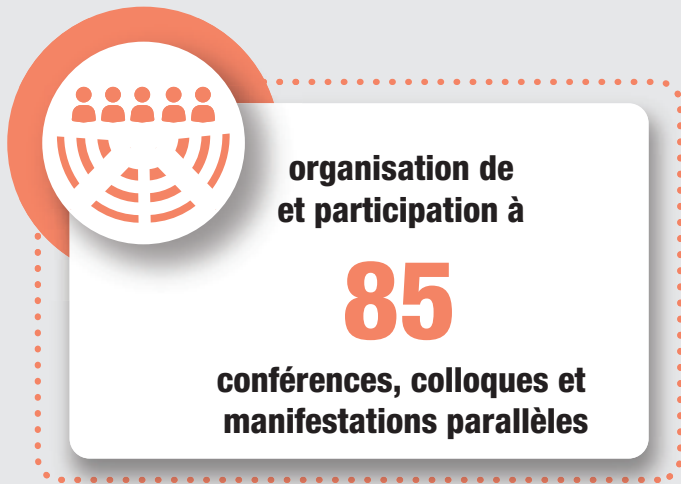 organisation de
et participation à
85
conférences, colloques et
manifestations parallèles